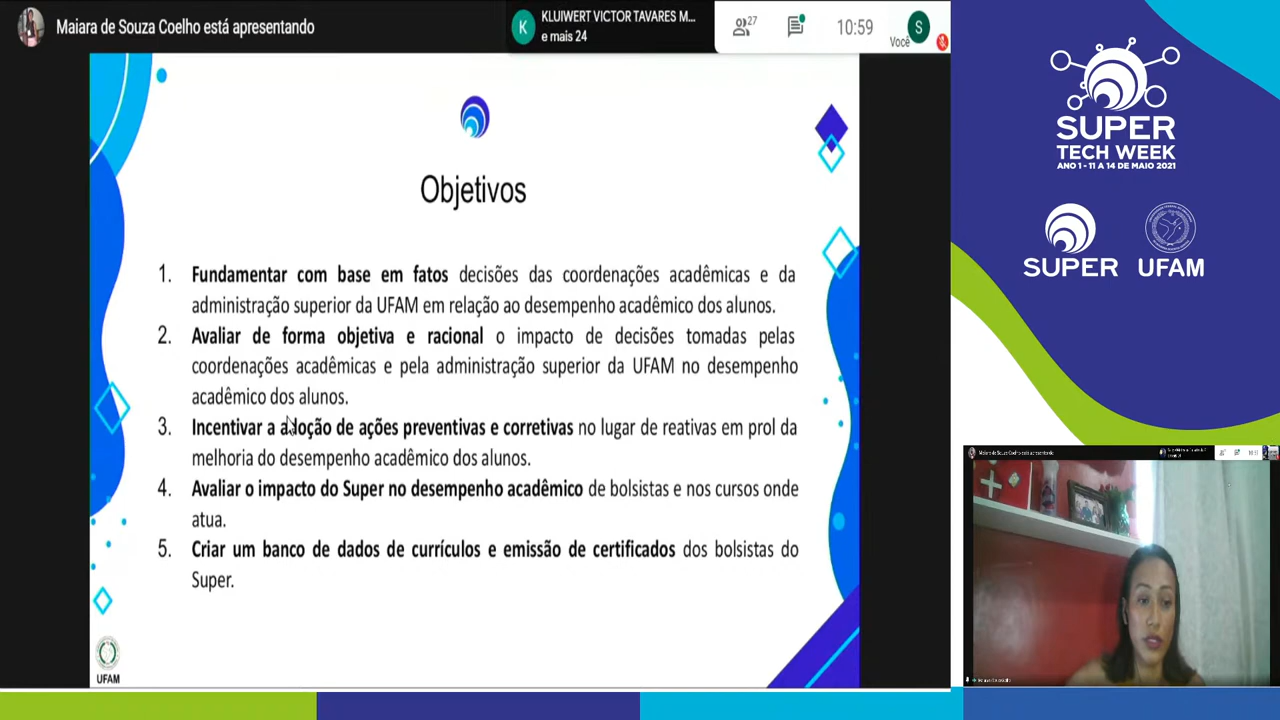 Maiara de Souza Coelho está apresentando
K
KLUIWERT VICTOR TAVARES M...
e mais 24
27
10:59
Você
S
Objetivos
1. Fundamentar com base em fatos decisões das coordenações acadêmicas e da
administração superior da UFAM em relação ao desempenho acadêmico dos alunos.
2. Avaliar de forma objetiva e racional o impacto de decisões tomadas pelas
coordenações acadêmicas e pela administração superior da UFAM no desempenho
acadêmico dos alunos.
3. Incentivar a adoção de ações preventivas e corretivas no lugar de reativas em prol da
melhoria do desempenho acadêmico dos alunos.
4. Avaliar o impacto do Super no desempenho acadêmico de bolsistas e nos cursos onde
atua.
5. Criar um banco de dados de currículos e emissão de certificados dos bolsistas do
Super.
UFAM
SUPER
TECH WEEK
ANO 1 - 11 A 14 DE MAIO 2021
SUPER
UFAM
Maiara de Souza Coelho está apresentando